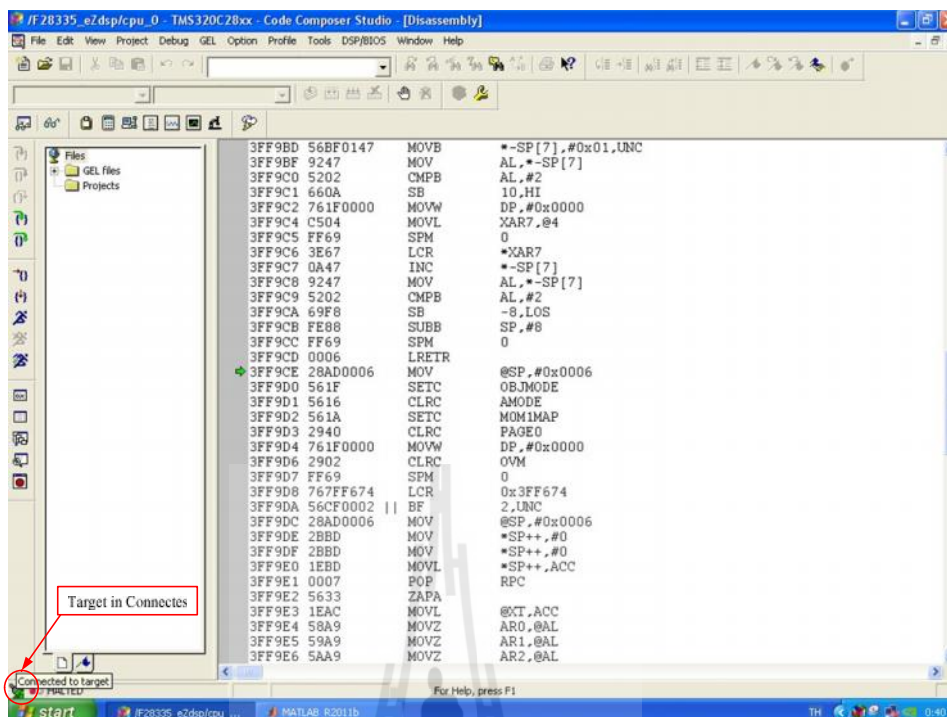 /F28335_eZdsp/cpu_0 - TMS320C28xx - Code Composer Studio - [Disassembly]
File Edit View Project Debug GEL Option Profile Tools DSP/BIOS Window Help
Files
GEL files
Projects
3FF9BD 56BF0147 MOVB *-SP[7],#0x01,UNC
3FF9BF 9247 MOV AL,*-SP[7]
3FF9C0 5202 CMPB AL,#2
3FF9C1 660A SB 10,HI
3FF9C2 761F0000 MOVW DP,#0x0000
3FF9C4 C504 MOVL XAR7,@4
3FF9C5 FF69 SPM 0
3FF9C6 3E67 LCR *XAR7
3FF9C7 0A47 INC *-SP[7]
3FF9C8 9247 MOV AL,*-SP[7]
3FF9C9 5202 CMPB AL,#2
3FF9CA 69F8 SB -8,LOS
3FF9CB FE88 SUBB SP,#8
3FF9CC FF69 SPM 0
3FF9CD 0006 LRETR
3FF9CE 28AD0006 MOV @SP,#0x0006
3FF9D0 561F SETC OBJMODE
3FF9D1 5616 CLRC AMODE
3FF9D2 561A SETC M0M1MAP
3FF9D3 2940 CLRC PAGE0
3FF9D4 761F0000 MOVW DP,#0x0000
3FF9D6 2902 CLRC OVM
3FF9D7 FF69 SPM 0
3FF9D8 767FF674 LCR 0x3FF674
3FF9DA 56CF0002 || BF 2,UNC
3FF9DC 28AD0006 MOV @SP,#0x0006
3FF9DE 2BBD MOV *SP++,#0
3FF9DF 2BBD MOV *SP++,#0
3FF9E0 1EBD MOVL *SP++,ACC
3FF9E1 0007 POP RPC
3FF9E2 5633 ZAPA
3FF9E3 1EAC MOVL @XT,ACC
3FF9E4 58A9 MOVZ AR0,@AL
3FF9E5 59A9 MOVZ AR1,@AL
3FF9E6 5AA9 MOVZ AR2,@AL
Target in Connectes
Connected to target
HALTED
For Help, press F1
start
/F28335_eZdsp/cpu ...
MATLAB R2011b
TH
0:40